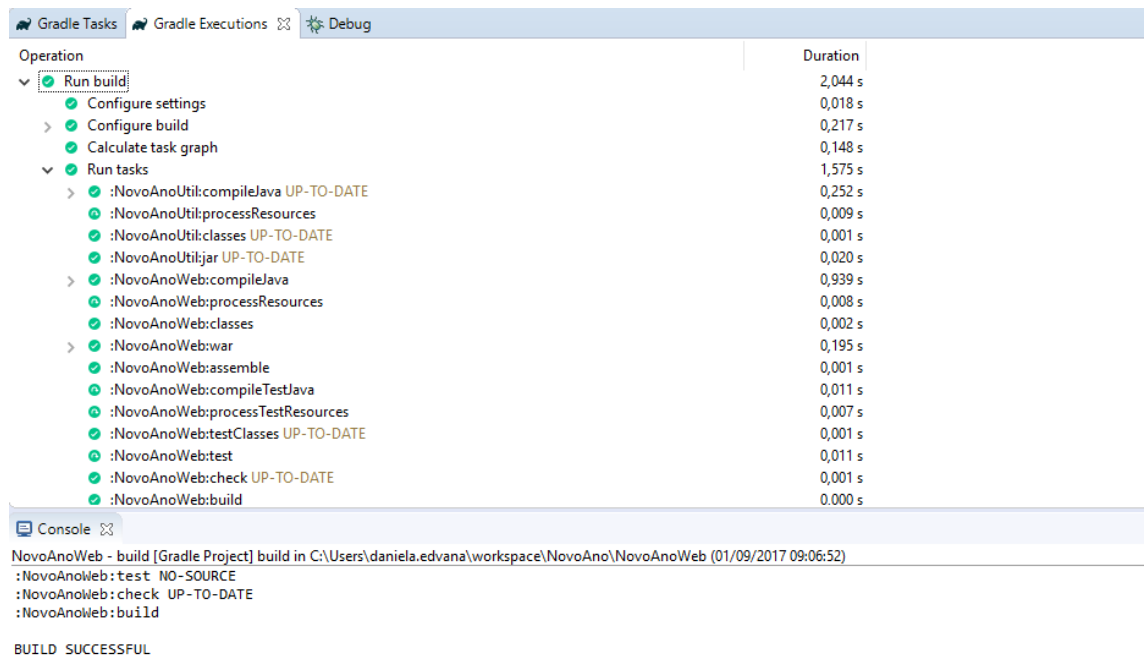 Gradle Tasks Gradle Executions Debug
Operation Duration
Run build 2,044 s
Configure settings 0,018 s
Configure build 0,217 s
Calculate task graph 0,148 s
Run tasks 1,575 s
:NovoAnoUtil:compileJava UP-TO-DATE 0,252 s
:NovoAnoUtil:processResources 0,009 s
:NovoAnoUtil:classes UP-TO-DATE 0,001 s
:NovoAnoUtil:jar UP-TO-DATE 0,020 s
:NovoAnoWeb:compileJava 0,939 s
:NovoAnoWeb:processResources 0,008 s
:NovoAnoWeb:classes 0,002 s
:NovoAnoWeb:war 0,195 s
:NovoAnoWeb:assemble 0,001 s
:NovoAnoWeb:compileTestJava 0,011 s
:NovoAnoWeb:processTestResources 0,007 s
:NovoAnoWeb:testClasses UP-TO-DATE 0,001 s
:NovoAnoWeb:test 0,011 s
:NovoAnoWeb:check UP-TO-DATE 0,001 s
:NovoAnoWeb:build 0.000 s
Console
NovoAnoWeb - build [Gradle Project] build in C:\Users\daniela.edvana\workspace\NovoAno\NovoAnoWeb (01/09/2017 09:06:52)
:NovoAnoWeb:test NO-SOURCE
:NovoAnoWeb:check UP-TO-DATE
:NovoAnoWeb:build
BUILD SUCCESSFUL